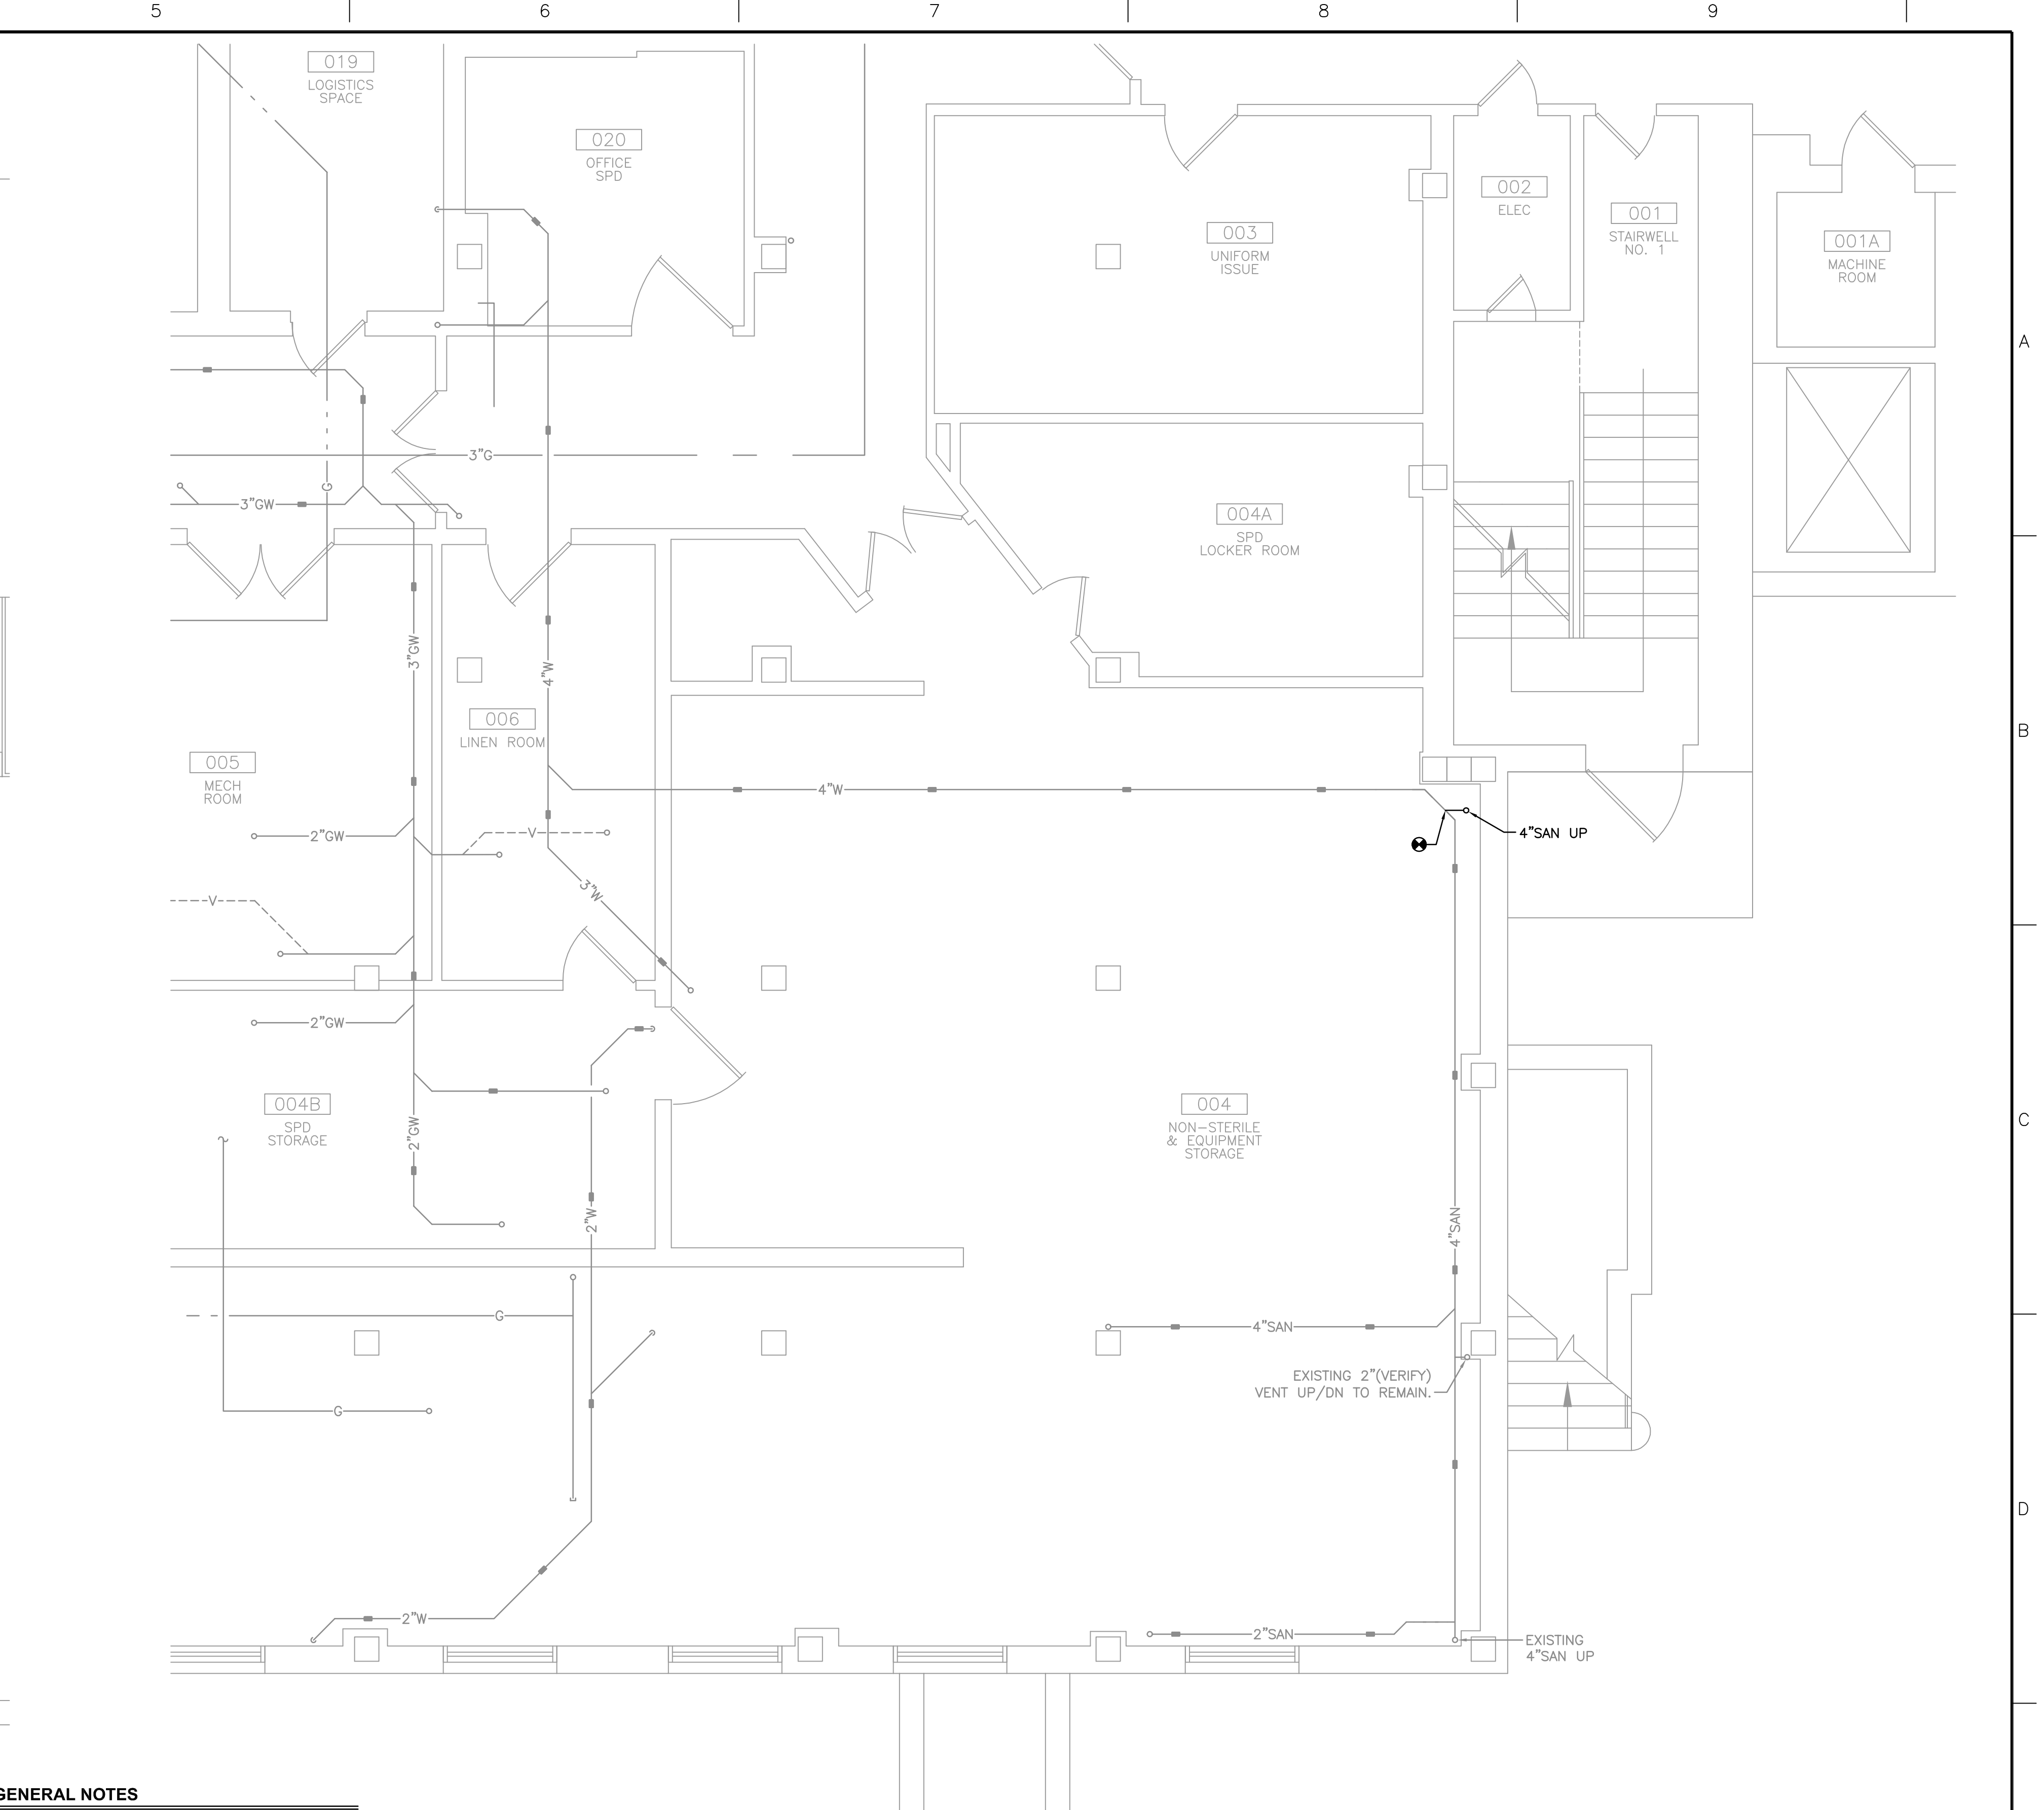 5
6
7
8
9
019
LOGISTICS
SPACE
020
OFFICE
SPD
003
UNIFORM
ISSUE
002
ELEC
001
STAIRWELL
NO. 1
001A
MACHINE
ROOM
A
3"G
G
3"GW
004A
SPD
LOCKER ROOM
3"GW
4"W
006
LINEN ROOM
B
005
MECH
ROOM
4"W
2"GW
V
4"SAN UP
3"W
V
2"GW
004B
SPD
STORAGE
2"GW
004
NON-STERILE
& EQUIPMENT
STORAGE
C
2"W
4"SAN
G
4"SAN
EXISTING 2"(VERIFY)
VENT UP/DN TO REMAIN.
G
D
2"W
2"SAN
EXISTING
4"SAN UP
GENERAL NOTES